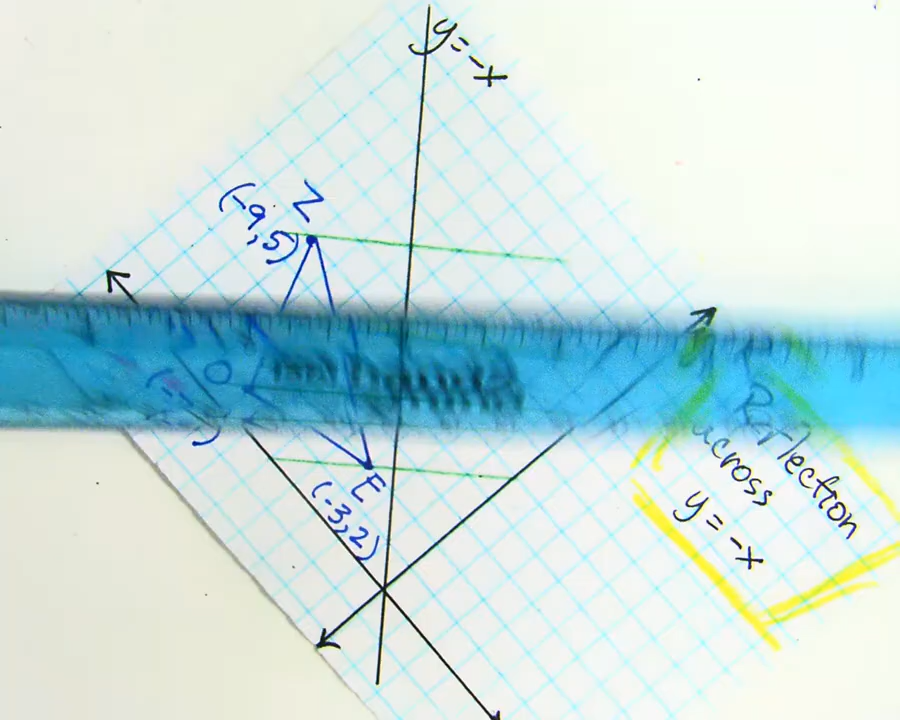 y = -x
Z
(-9, 5)
O
E
(-3, 2)
Reflection
across
y = -x